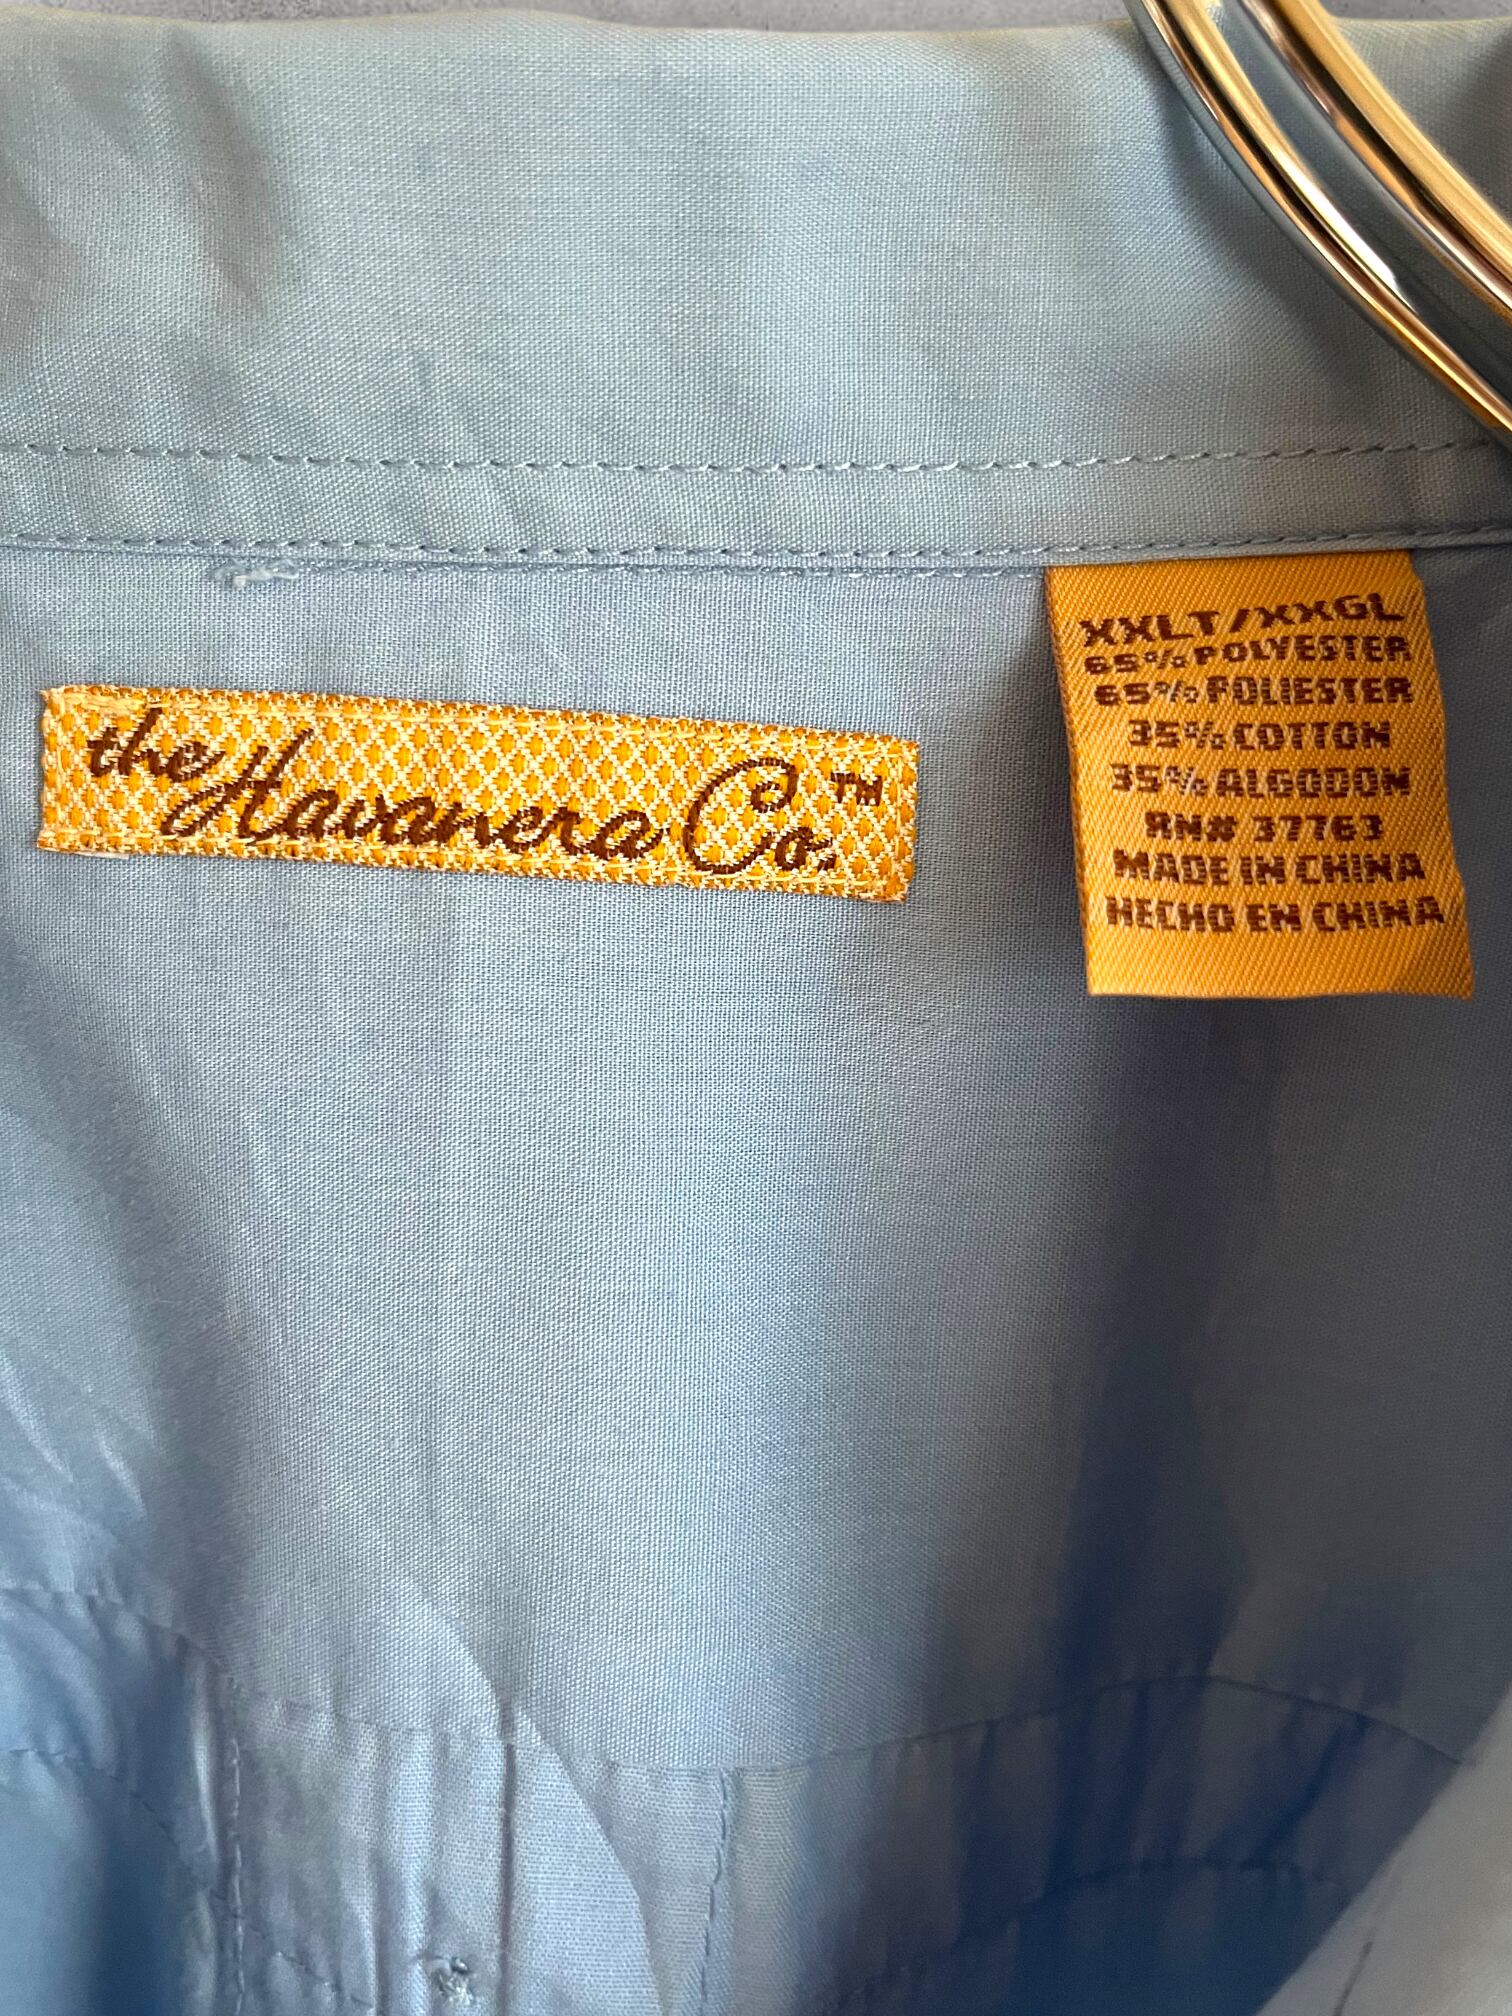 the Havanera Co.™
XXLT/XXGL
65% POLYESTER
65% POLIESTER
35% COTTON
35% ALGODON
RN# 37763
MADE IN CHINA
HECHO EN CHINA